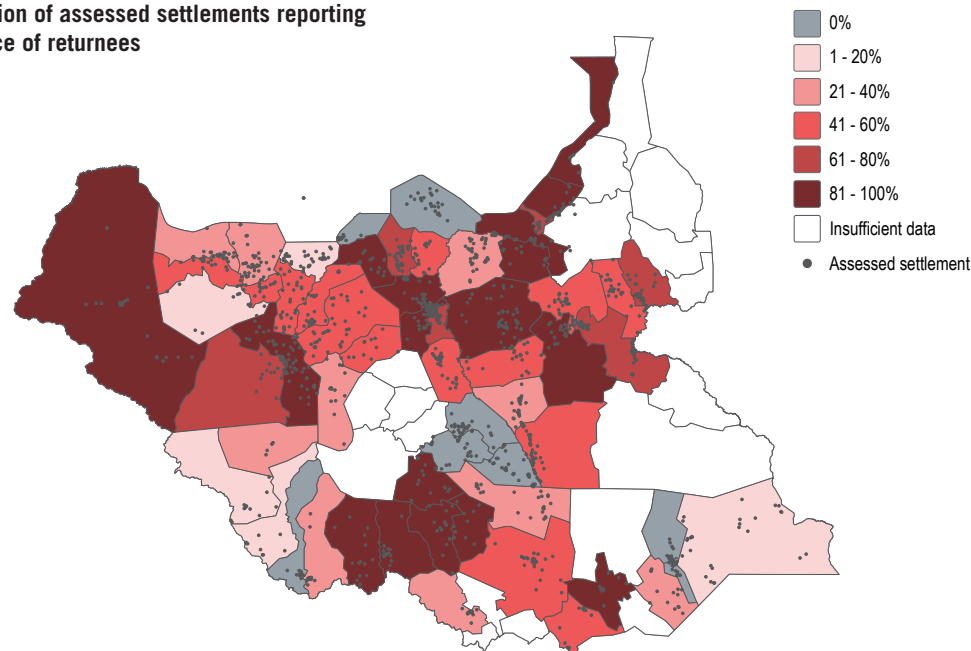 ion of assessed settlements reporting
ce of returnees
0%
1 - 20%
21 - 40%
41 - 60%
61 - 80%
81 - 100%
Insufficient data
Assessed settlement